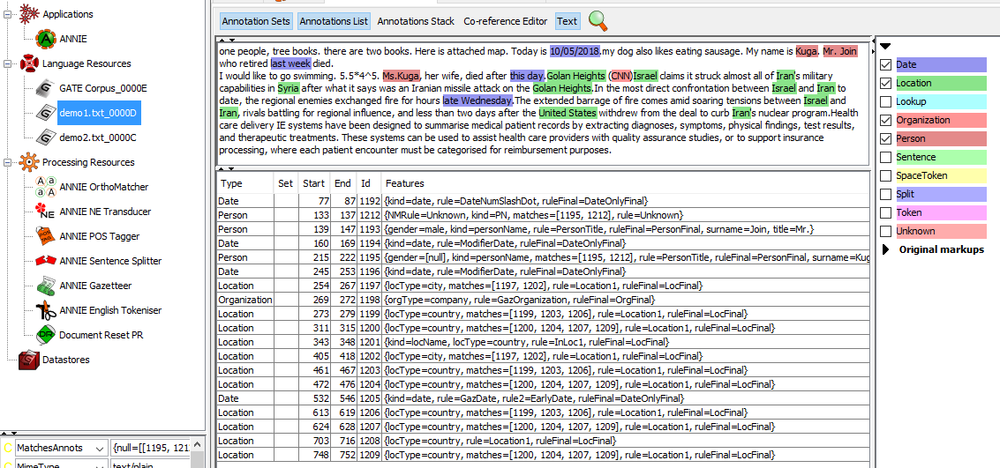 Applications
ANNIE
Language Resources
GATE Corpus_0000E
demo1.txt_0000D
demo2.txt_0000C
Processing Resources
ANNIE OrthoMatcher
ANNIE NE Transducer
ANNIE POS Tagger
ANNIE Sentence Splitter
ANNIE Gazetteer
ANNIE English Tokeniser
Document Reset PR
Datastores
C MatchesAnnots {null=[[1195, 121
C MimeType text/plain
Annotation Sets Annotations List Annotations Stack Co-reference Editor Text
one people, tree books. there are two books. Here is attached map. Today is 10/05/2018.my dog also likes eating sausage. My name is Kuga. Mr. Join
who retired last week died.
I would like to go swimming. 5.5*4^5. Ms.Kuga, her wife, died after this day.Golan Heights (CNN)Israel claims it struck almost all of Iran's military
capabilities in Syria after what it says was an Iranian missile attack on the Golan Heights.In the most direct confrontation between Israel and Iran to
date, the regional enemies exchanged fire for hours late Wednesday.The extended barrage of fire comes amid soaring tensions between Israel and
Iran, rivals battling for regional influence, and less than two days after the United States withdrew from the deal to curb Iran's nuclear program.Health
care delivery IE systems have been designed to summarise medical patient records by extracting diagnoses, symptoms, physical findings, test results,
and therapeutic treatments. These systems can be used to assist health care providers with quality assurance studies, or to support insurance
processing, where each patient encounter must be categorised for reimbursement purposes.
Type Set Start End Id Features
Date 77 87 1192 {kind=date, rule=DateNumSlashDot, ruleFinal=DateOnlyFinal}
Person 133 137 1212 {NMRule=Unknown, kind=PN, matches=[1195, 1212], rule=Unknown}
Person 139 147 1193 {gender=male, kind=personName, rule=PersonTitle, ruleFinal=PersonFinal, surname=Join, title=Mr.}
Date 160 169 1194 {kind=date, rule=ModifierDate, ruleFinal=DateOnlyFinal}
Person 215 222 1195 {gender=[null], kind=personName, matches=[1195, 1212], rule=PersonTitle, ruleFinal=PersonFinal, surname=Kug
Date 245 253 1196 {kind=date, rule=ModifierDate, ruleFinal=DateOnlyFinal}
Location 254 267 1197 {locType=city, matches=[1197, 1202], rule=Location1, ruleFinal=LocFinal}
Organization 269 272 1198 {orgType=company, rule=GazOrganization, ruleFinal=OrgFinal}
Location 273 279 1199 {locType=country, matches=[1199, 1203, 1206], rule=Location1, ruleFinal=LocFinal}
Location 311 315 1200 {locType=country, matches=[1200, 1204, 1207, 1209], rule=Location1, ruleFinal=LocFinal}
Location 343 348 1201 {kind=locName, locType=country, rule=InLoc1, ruleFinal=LocFinal}
Location 405 418 1202 {locType=city, matches=[1197, 1202], rule=Location1, ruleFinal=LocFinal}
Location 461 467 1203 {locType=country, matches=[1199, 1203, 1206], rule=Location1, ruleFinal=LocFinal}
Location 472 476 1204 {locType=country, matches=[1200, 1204, 1207, 1209], rule=Location1, ruleFinal=LocFinal}
Date 532 546 1205 {kind=date, rule=GazDate, rule2=EarlyDate, ruleFinal=DateOnlyFinal}
Location 613 619 1206 {locType=country, matches=[1199, 1203, 1206], rule=Location1, ruleFinal=LocFinal}
Location 624 628 1207 {locType=country, matches=[1200, 1204, 1207, 1209], rule=Location1, ruleFinal=LocFinal}
Location 703 716 1208 {locType=country, rule=Location1, ruleFinal=LocFinal}
Location 748 752 1209 {locType=country, matches=[1200, 1204, 1207, 1209], rule=Location1, ruleFinal=LocFinal}
Date
Location
Lookup
Organization
Person
Sentence
SpaceToken
Split
Token
Unknown
Original markups